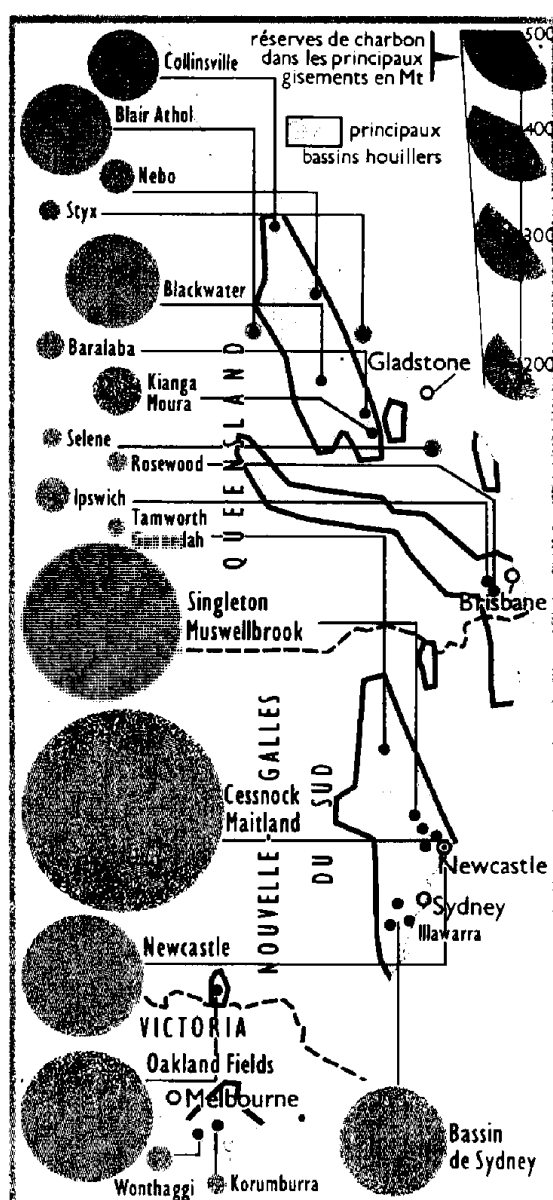 réserves de charbon
dans les principaux
gisements en Mt
500
400
300
200
principaux
bassins houillers
Collinsville
Blair Athol
Nebo
Styx
Blackwater
Baralaba
Gladstone
Kianga
Moura
Selene
Rosewood
Ipswich
Tamworth
QUEENSLAND
Brisbane
Singleton
Muswellbrook
NOUVELLE GALLES
DU SUD
Cessnock
Maitland
Newcastle
Sydney
Illawarra
Newcastle
VICTORIA
Oakland Fields
Melbourne
Bassin
de Sydney
Wonthaggi
Korumburra